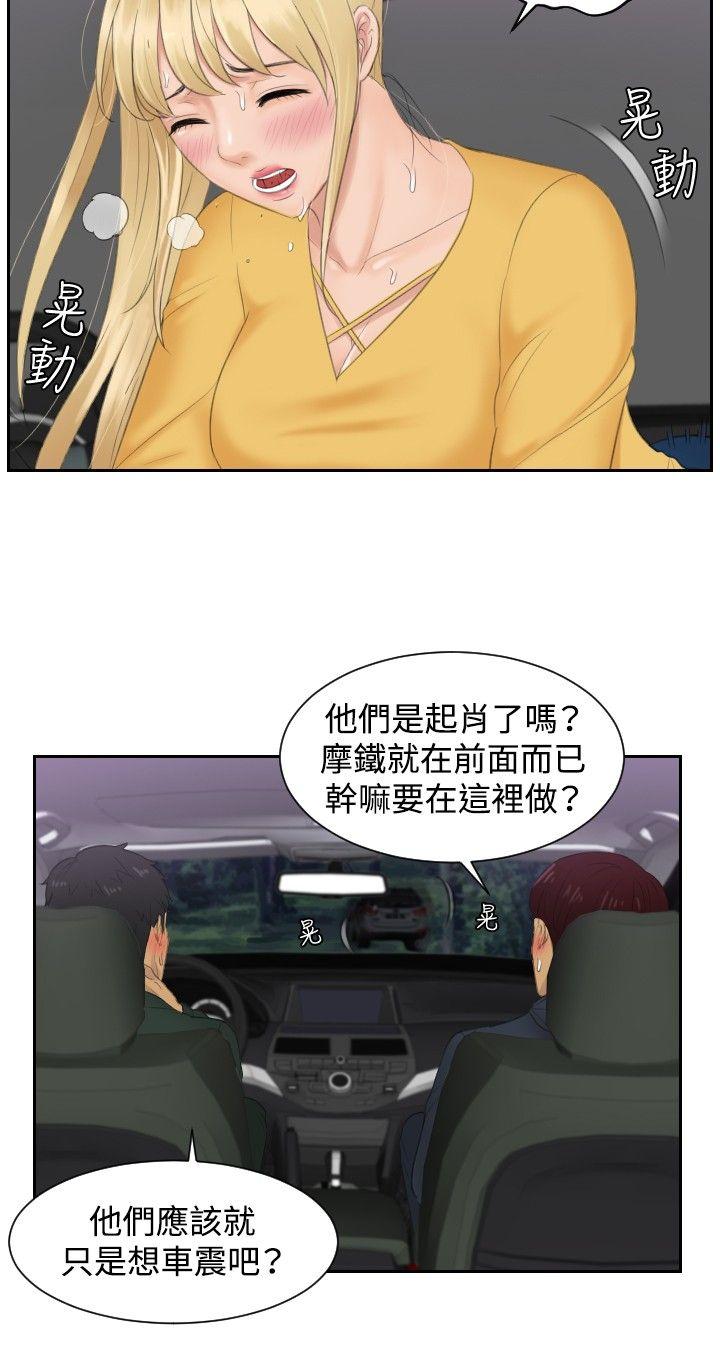 晃動
晃動
他們是起肖了嗎？
摩鐵就在前面而已
幹嘛要在這裡做？
晃
晃
他們應該就
只是想車震吧？